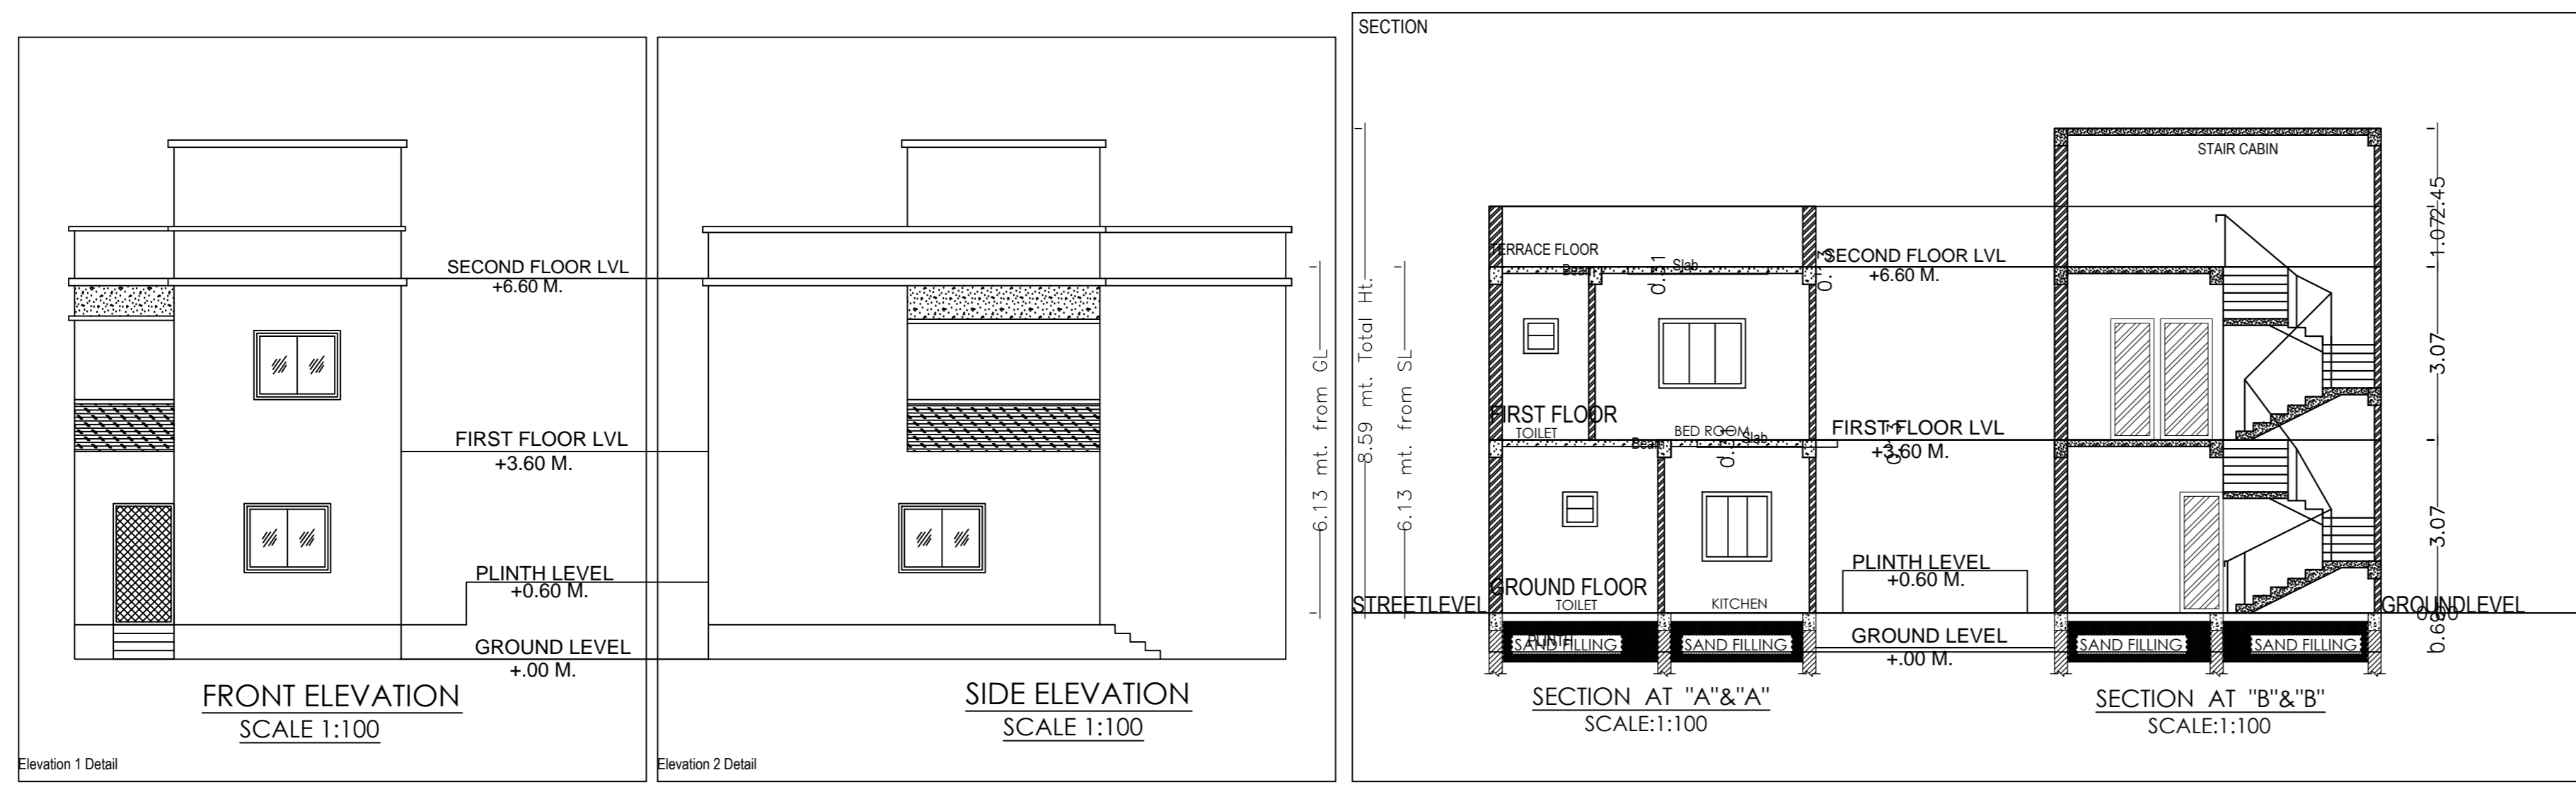 SECOND FLOOR LVL
+6.60 M.
FIRST FLOOR LVL
+3.60 M.
PLINTH LEVEL
+0.60 M.
GROUND LEVEL
+.00 M.
FRONT ELEVATION
SCALE 1:100
Elevation 1 Detail
6.13 mt. from GL
SIDE ELEVATION
SCALE 1:100
Elevation 2 Detail
SECTION
8.59 mt. Total Ht.
6.13 mt. from SL
TERRACE FLOOR
Beam
Slab
SECOND FLOOR LVL
+6.60 M.
FIRST FLOOR
TOILET
BED ROOM
Beam
Slab
FIRST FLOOR LVL
+3.60 M.
GROUND FLOOR
TOILET
KITCHEN
PLINTH LEVEL
+0.60 M.
STREETLEVEL
PLINTH
SAND FILLING
SAND FILLING
GROUND LEVEL
+.00 M.
SECTION AT "A"&"A"
SCALE:1:100
STAIR CABIN
2.45
1.07
3.07
3.07
GROUNDLEVEL
SAND FILLING
SAND FILLING
SECTION AT "B"&"B"
SCALE:1:100